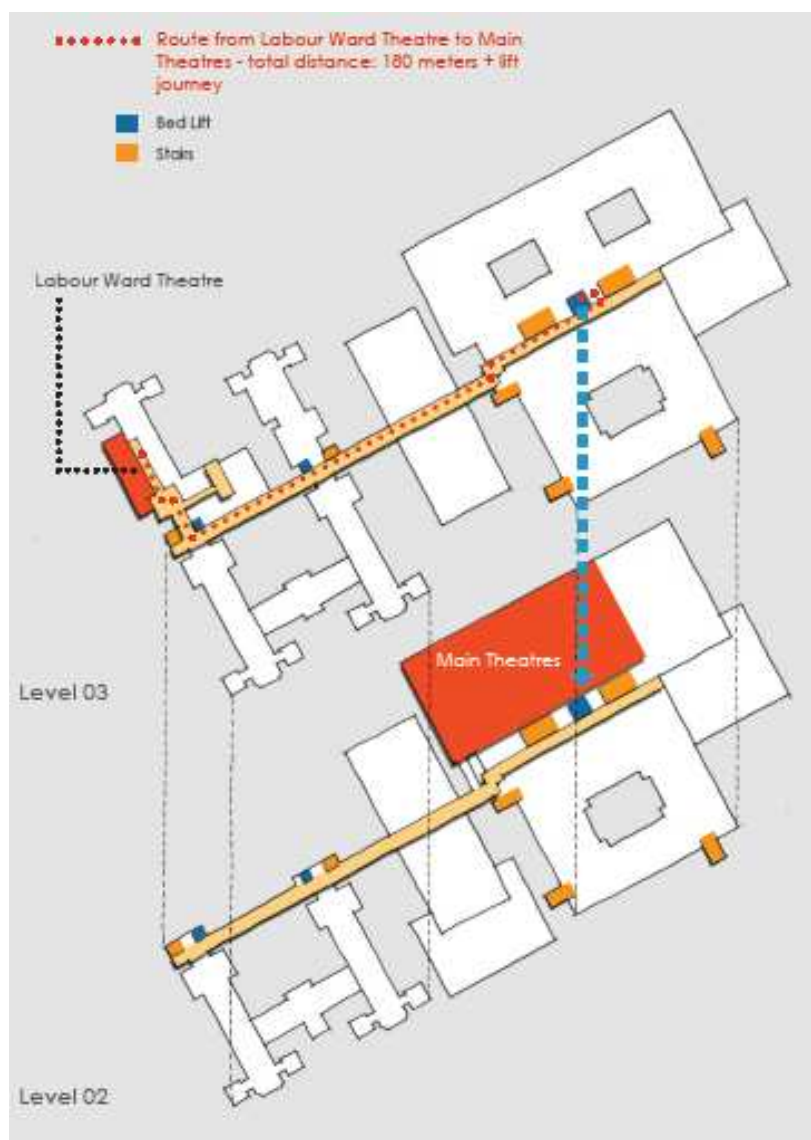 Route from Labour Ward Theatre to Main
Theatres - total distance: 180 meters + lift
journey
Bed Lift
Stairs
Labour Ward Theatre
Main Theatres
Level 03
Level 02